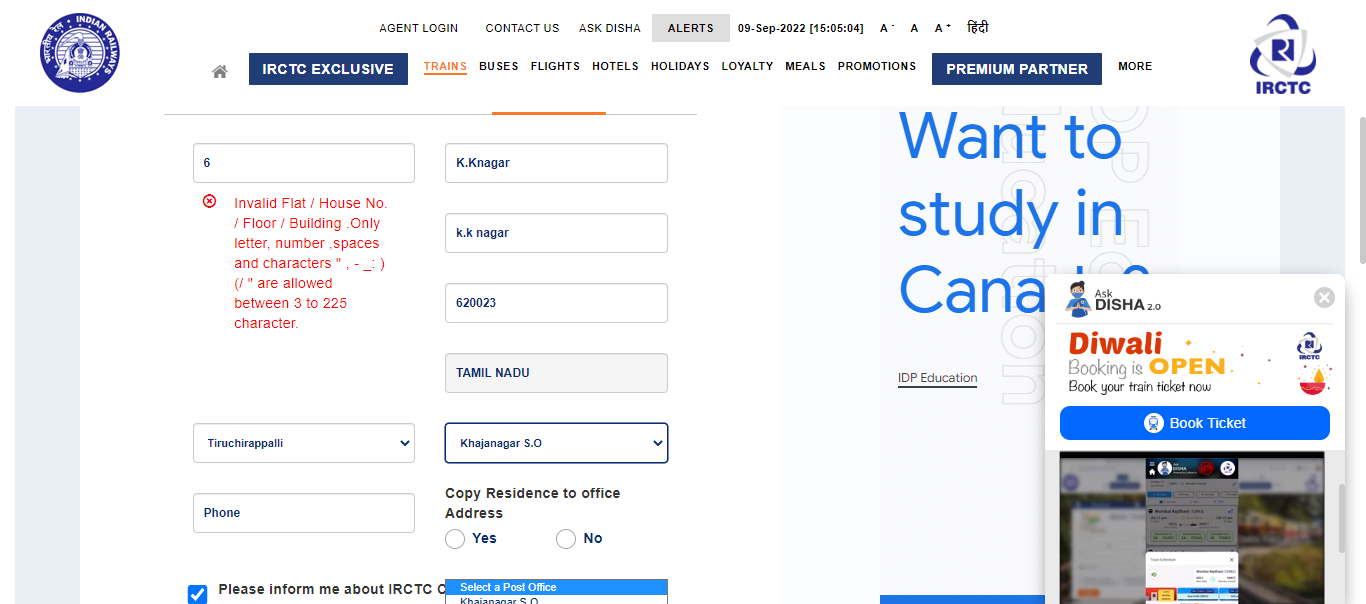 AGENT LOGIN CONTACT US ASK DISHA ALERTS 09-Sep-2022 [15:05:04] A - A A + हिंदी
INDIAN RAILWAYS
भारतीय रेल
IRCTC EXCLUSIVE TRAINS BUSES FLIGHTS HOTELS HOLIDAYS LOYALTY MEALS PROMOTIONS PREMIUM PARTNER MORE
IRCTC
6
K.Knagar
Invalid Flat / House No.
/ Floor / Building .Only
letter, number ,spaces
and characters " , - _: )
(/ " are allowed
between 3 to 225
character.
k.k nagar
620023
TAMIL NADU
Tiruchirappalli
Khajanagar S.O
Phone
Copy Residence to office
Address
Yes No
Please inform me about IRCTC
Select a Post Office
Khajanagar S.O
Want to
study in
IDP Education
Ask
DISHA 2.0
Diwali
Booking is OPEN
Book your train ticket now
IRCTC
Book Ticket